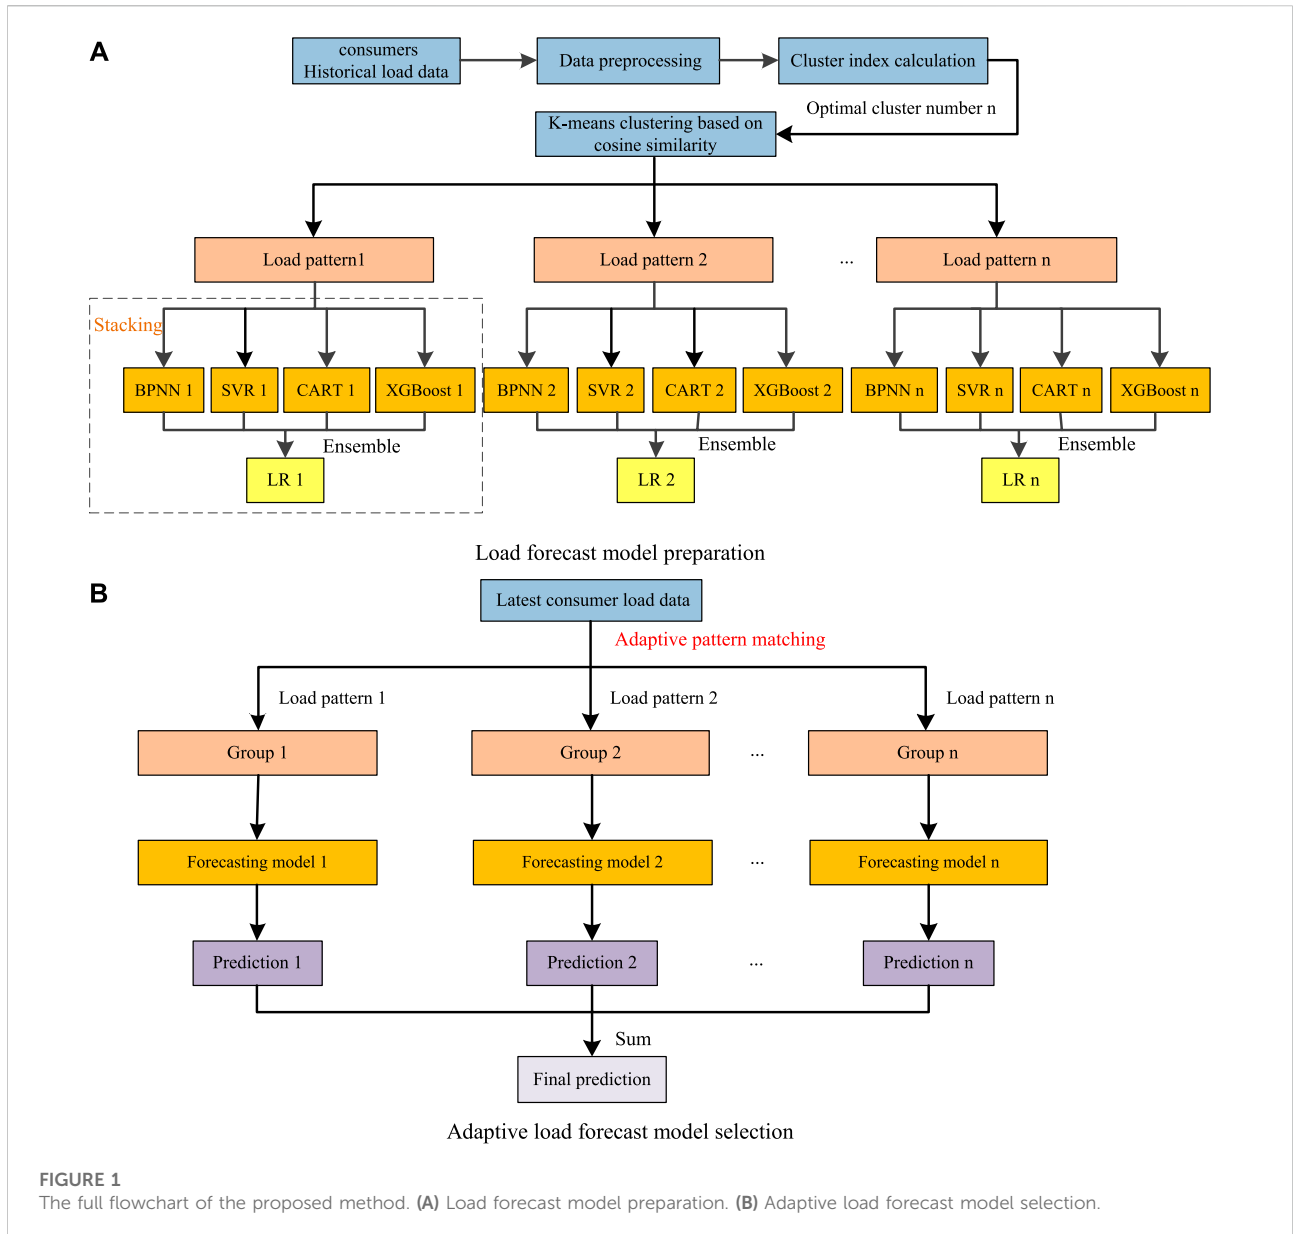 A
consumers
Historical load data
Data preprocessing
Cluster index calculation
Optimal cluster number n
K-means clustering based on
cosine similarity
Load pattern1
Load pattern 2
...
Load pattern n
Stacking
BPNN 1
SVR 1
CART 1
XGBoost 1
BPNN 2
SVR 2
CART 2
XGBoost 2
BPNN n
SVR n
CART n
XGBoost n
Ensemble
Ensemble
Ensemble
LR 1
LR 2
LR n
Load forecast model preparation
B
Latest consumer load data
Adaptive pattern matching
Load pattern 1
Load pattern 2
Load pattern n
Group 1
Group 2
...
Group n
Forecasting model 1
Forecasting model 2
...
Forecasting model n
Prediction 1
Prediction 2
...
Prediction n
Sum
Final prediction
Adaptive load forecast model selection
FIGURE 1
The full flowchart of the proposed method. (A) Load forecast model preparation. (B) Adaptive load forecast model selection.